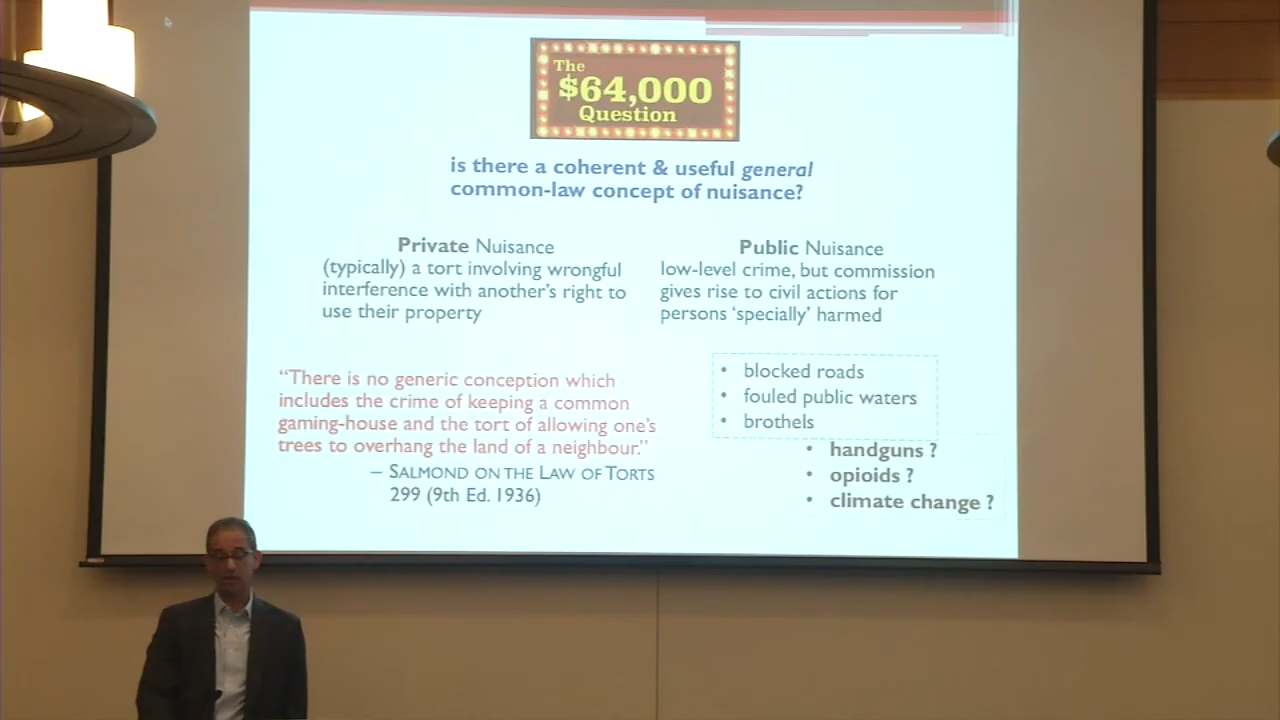 The
$64,000
Question
is there a coherent & useful general
common-law concept of nuisance?
Private Nuisance
(typically) a tort involving wrongful
interference with another's right to
use their property
Public Nuisance
low-level crime, but commission
gives rise to civil actions for
persons ‘specially’ harmed
“There is no generic conception which
includes the crime of keeping a common
gaming-house and the tort of allowing one's
trees to overhang the land of a neighbour.”
– SALMOND ON THE LAW OF TORTS
299 (9th Ed. 1936)
• blocked roads
• fouled public waters
• brothels
• handguns ?
• opioids ?
• climate change ?